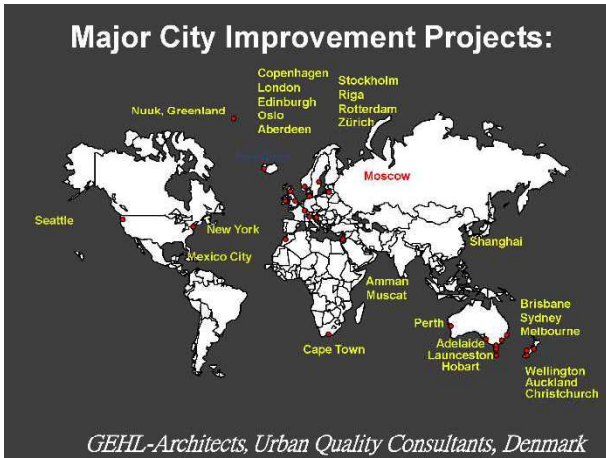 Major City Improvement Projects:
Copenhagen
London
Edinburgh
Oslo
Aberdeen
Stockholm
Riga
Rotterdam
Zürich
Nuuk, Greenland
Moscow
Seattle
New York
Mexico City
Shanghai
Amman
Muscat
Cape Town
Perth
Brisbane
Sydney
Melbourne
Adelaide
Launceston
Hobart
Wellington
Auckland
Christchurch
GEHL-Architects, Urban Quality Consultants, Denmark